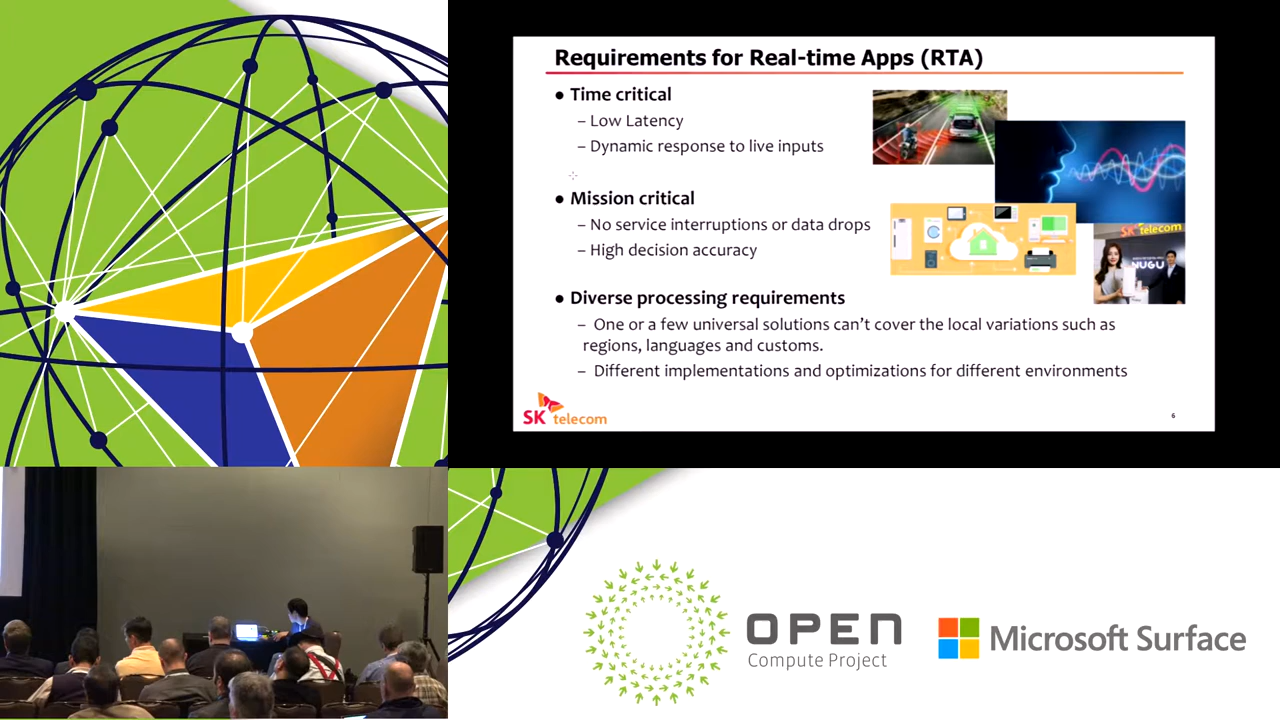 Requirements for Real-time Apps (RTA)
● Time critical
– Low Latency
– Dynamic response to live inputs
● Mission critical
– No service interruptions or data drops
– High decision accuracy
● Diverse processing requirements
– One or a few universal solutions can't cover the local variations such as
regions, languages and customs.
– Different implementations and optimizations for different environments
SK telecom
NUGU
SK telecom
6
OPEN
Compute Project
Microsoft Surface